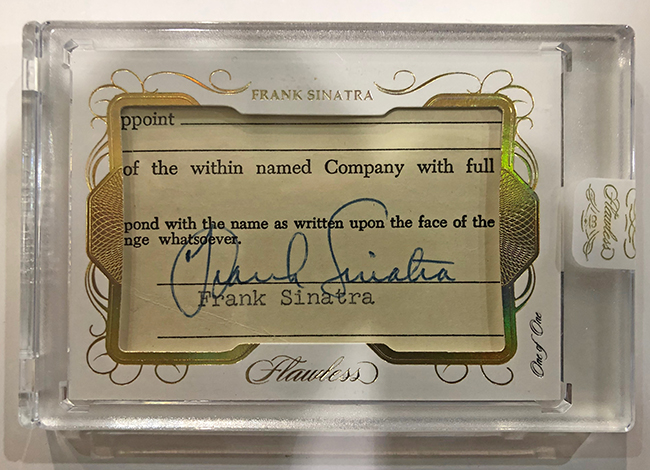 FRANK SINATRA
ppoint
of the within named Company with full
pond with the name as written upon the face of the
nge whatsoever.
Frank Sinatra
Frank Sinatra
Flawless
One of One
Flawless